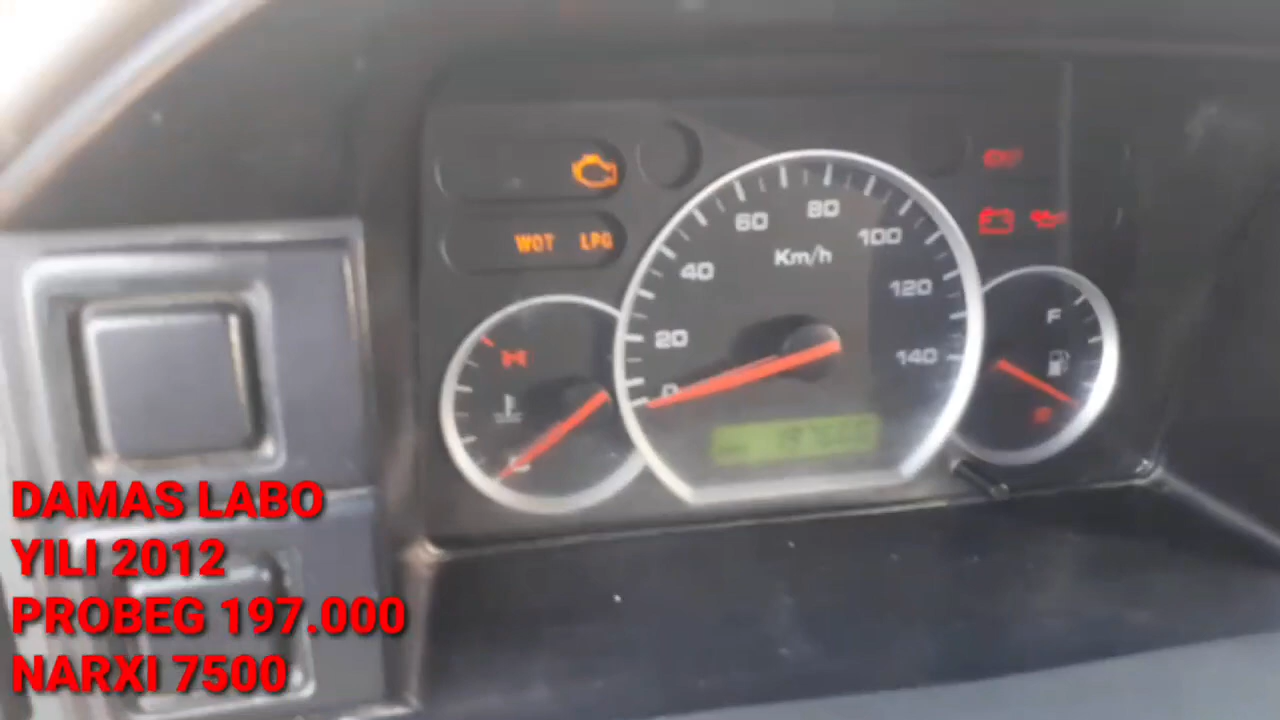 WOT LPG
60
80
100
40
Km/h
120
20
140
0
F
DAMAS LABO
YILI 2012
PROBEG 197.000
NARXI 7500